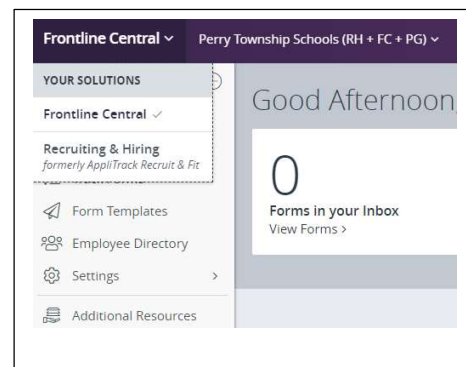 Frontline Central Perry Township Schools (RH + FC + PG)
YOUR SOLUTIONS
Frontline Central ✓
Recruiting & Hiring
formerly AppliTrack Recruit & Fit
Form Templates
Employee Directory
Settings
Additional Resources
Good Afternoon,
0
Forms in your Inbox
View Forms >